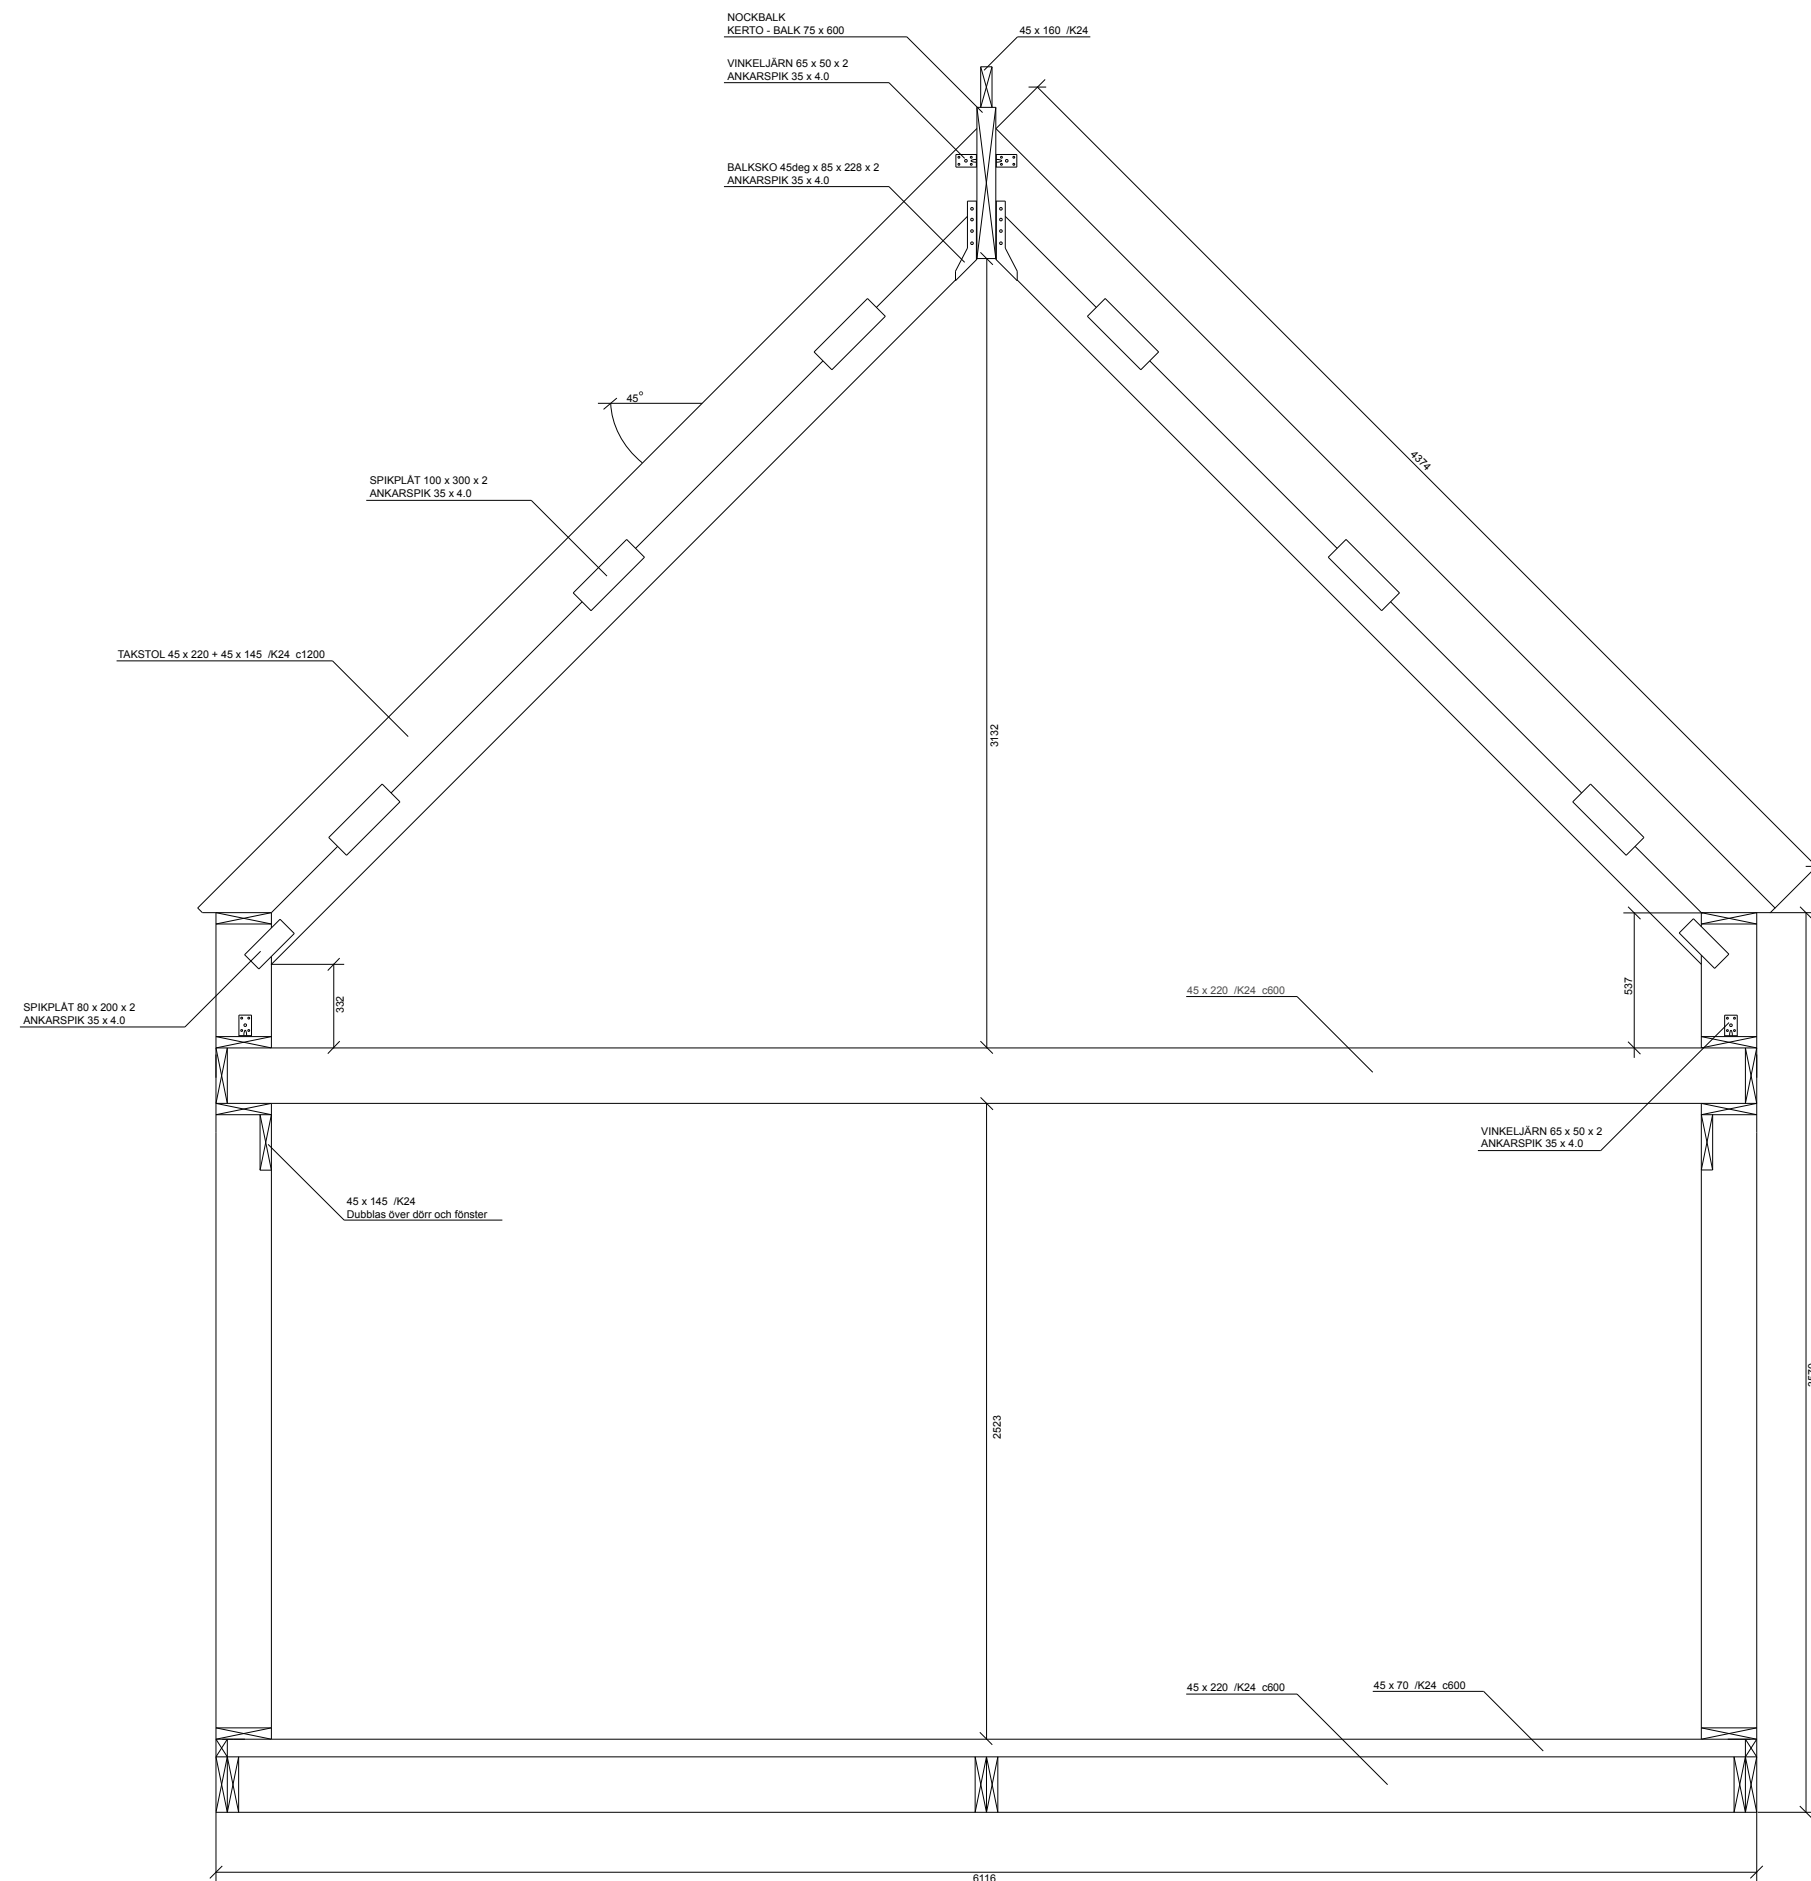 NOCKBALK
KERTO - BALK 75 x 600
45 x 160 /K24
VINKELJÄRN 65 x 50 x 2
ANKARSPIK 35 x 4.0
BALKSKO 45deg x 85 x 228 x 2
ANKARSPIK 35 x 4.0
45°
4374
SPIKPLÅT 100 x 300 x 2
ANKARSPIK 35 x 4.0
TAKSTOL 45 x 220 + 45 x 145 /K24 c1200
3132
332
537
SPIKPLÅT 80 x 200 x 2
ANKARSPIK 35 x 4.0
45 x 220 /K24 c600
VINKELJÄRN 65 x 50 x 2
ANKARSPIK 35 x 4.0
45 x 145 /K24
Dubblas över dörr och fönster
2523
45 x 220 /K24 c600
45 x 70 /K24 c600
6116